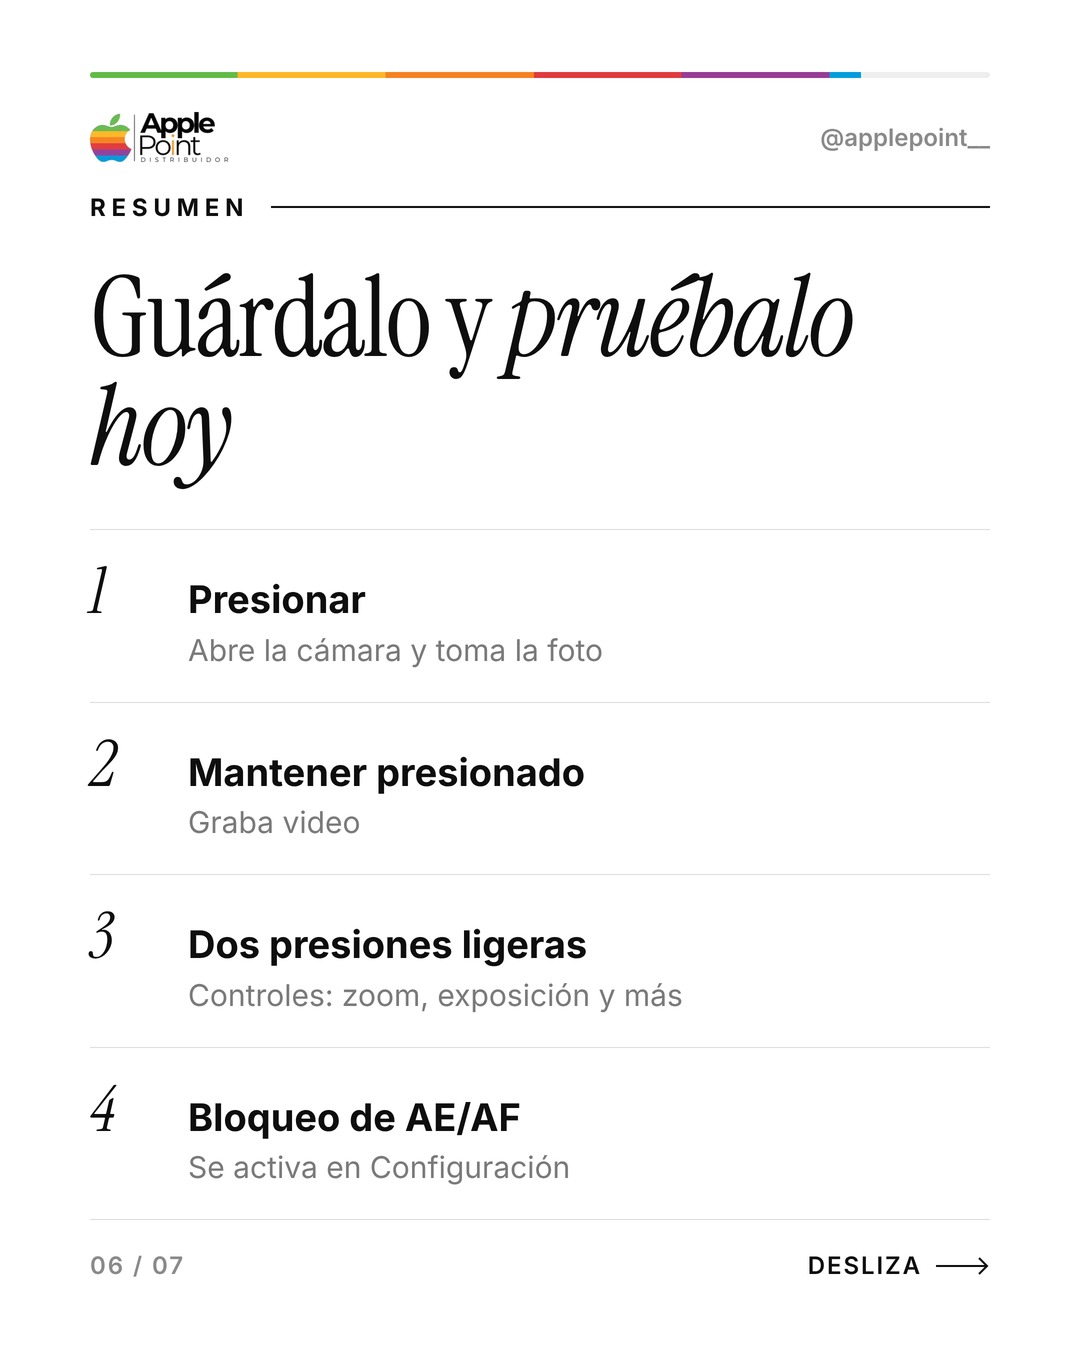 Apple
Point
DISTRIBUIDOR
@applepoint__
RESUMEN
Guárdalo y pruébalo
hoy
1
Presionar
Abre la cámara y toma la foto
2
Mantener presionado
Graba video
3
Dos presiones ligeras
Controles: zoom, exposición y más
4
Bloqueo de AE/AF
Se activa en Configuración
06 / 07
DESLIZA